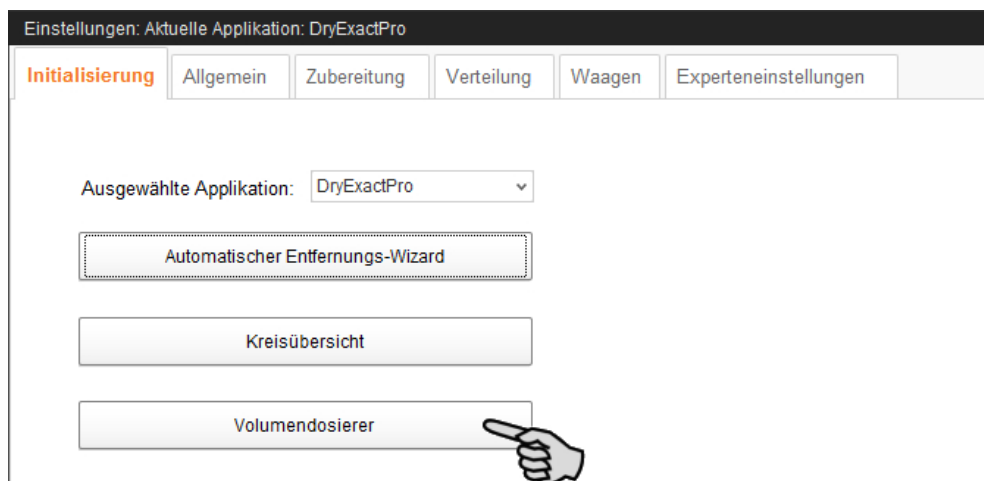 Einstellungen: Aktuelle Applikation: DryExactPro
Initialisierung Allgemein Zubereitung Verteilung Waagen Experteneinstellungen
Ausgewählte Applikation: DryExactPro
Automatischer Entfernungs-Wizard
Kreisübersicht
Volumendosierer